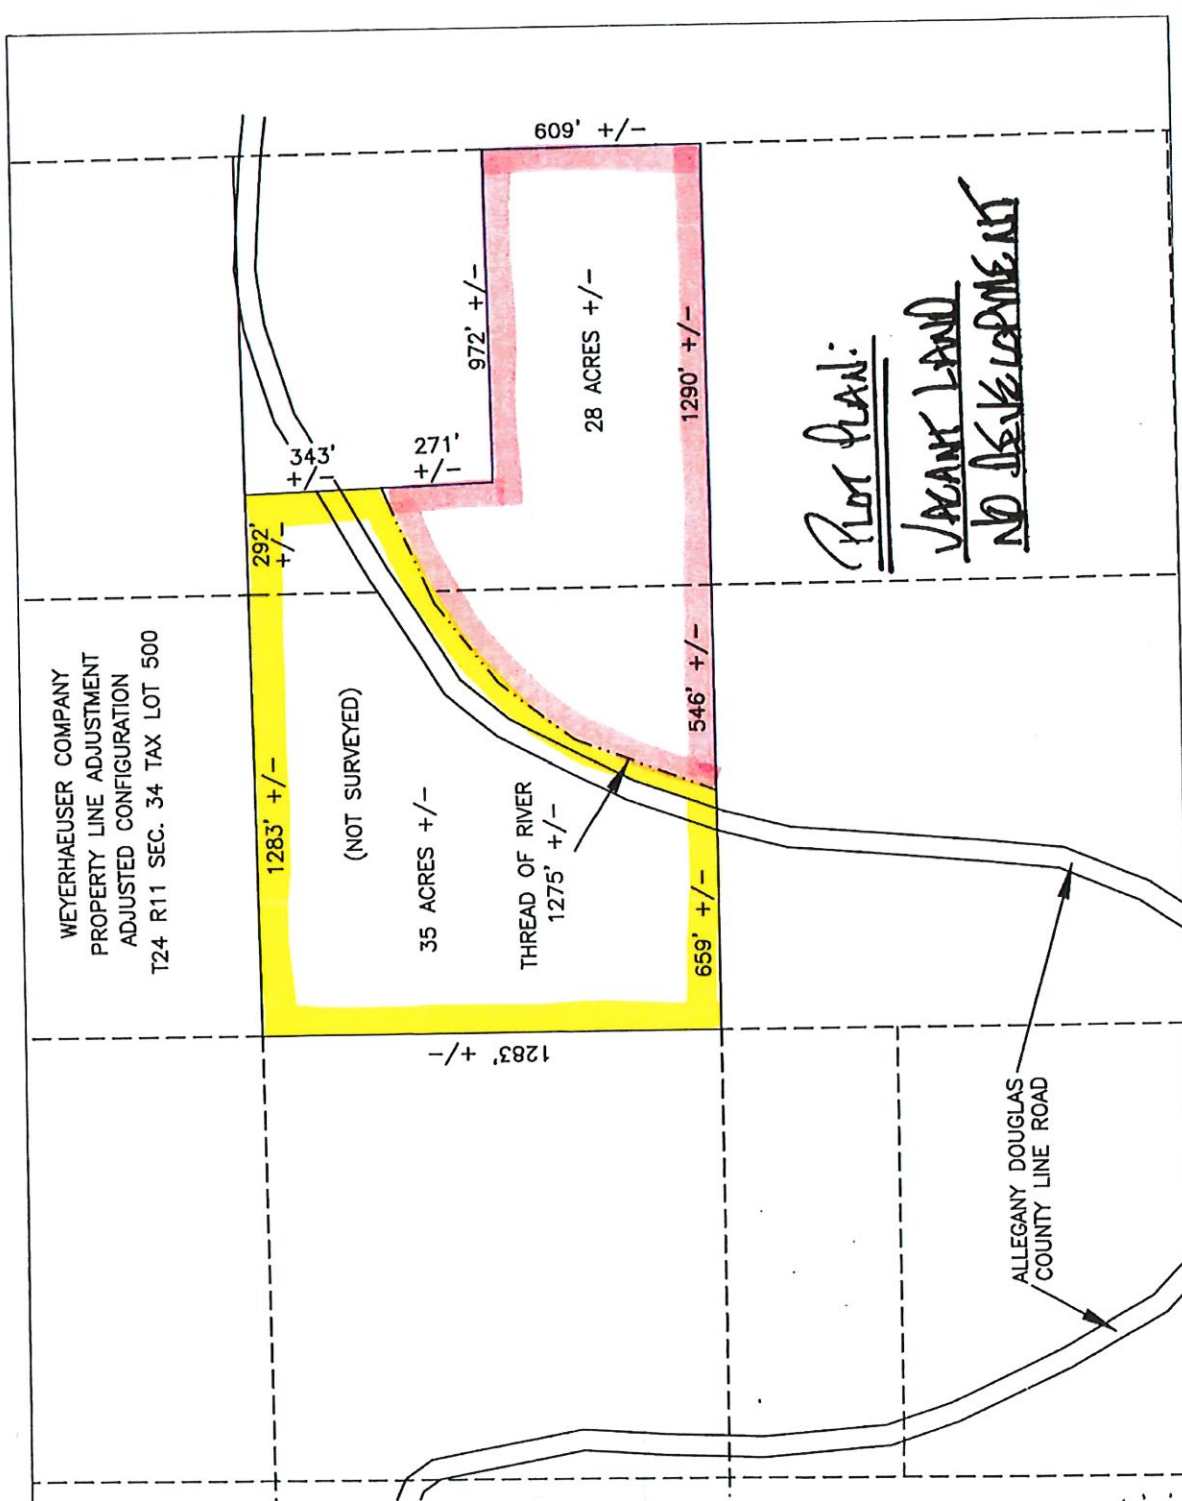 WEYERHAEUSER COMPANY
PROPERTY LINE ADJUSTMENT
ADJUSTED CONFIGURATION
T24 R11 SEC. 34 TAX LOT 500
1283' +/-
292'
+/-
343'
+/-
271'
+/-
972' +/-
609' +/-
(NOT SURVEYED)
35 ACRES +/-
THREAD OF RIVER
1275' +/-
28 ACRES +/-
1290' +/-
546' +/-
659' +/-
1283' +/-
PLOT PLAN:
VACANT LAND
NO DEVELOPMENT
ALLEGANY DOUGLAS
COUNTY LINE ROAD